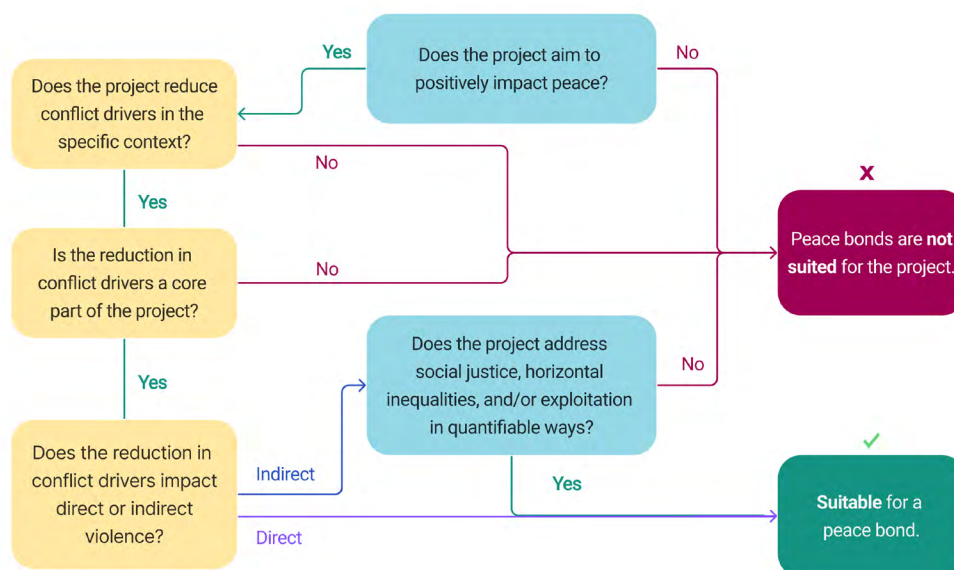 Does the project aim to
positively impact peace?
Yes
No
Does the project reduce
conflict drivers in the
specific context?
No
Yes
x
Peace bonds are not
suited for the project.
Is the reduction in
conflict drivers a core
part of the project?
No
Yes
Does the project address
social justice, horizontal
inequalities, and/or exploitation
in quantifiable ways?
No
Does the reduction in
conflict drivers impact
direct or indirect
violence?
Indirect
Direct
Yes
Suitable for a
peace bond.